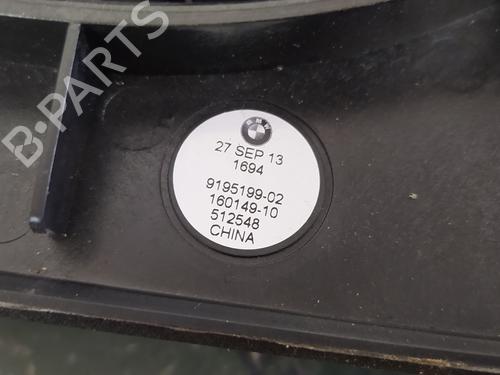 B-PARTS
BMW
27 SEP 13
1694
9195199-02
160149-10
512548
CHINA